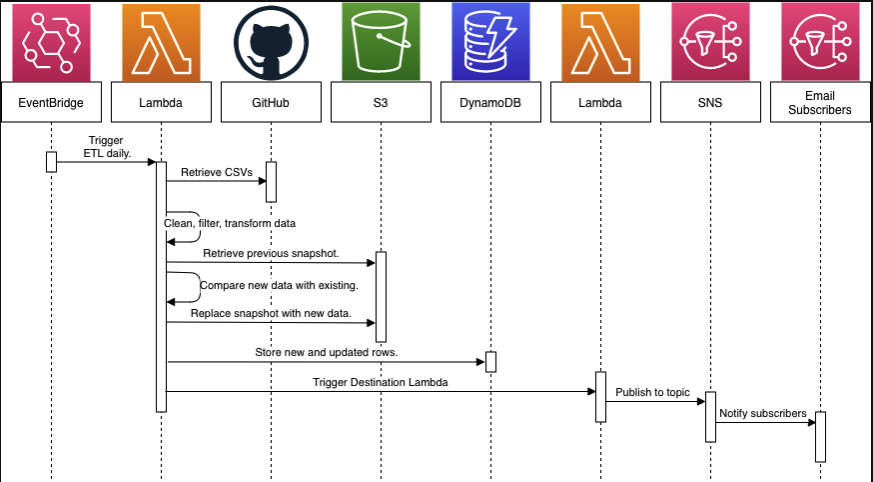 EventBridge
Lambda
GitHub
S3
DynamoDB
Lambda
SNS
Email
Subscribers
Trigger
ETL daily.
Retrieve CSVs
Clean, filter, transform data
Retrieve previous snapshot.
Compare new data with existing.
Replace snapshot with new data.
Store new and updated rows.
Trigger Destination Lambda
Publish to topic
Notify subscribers